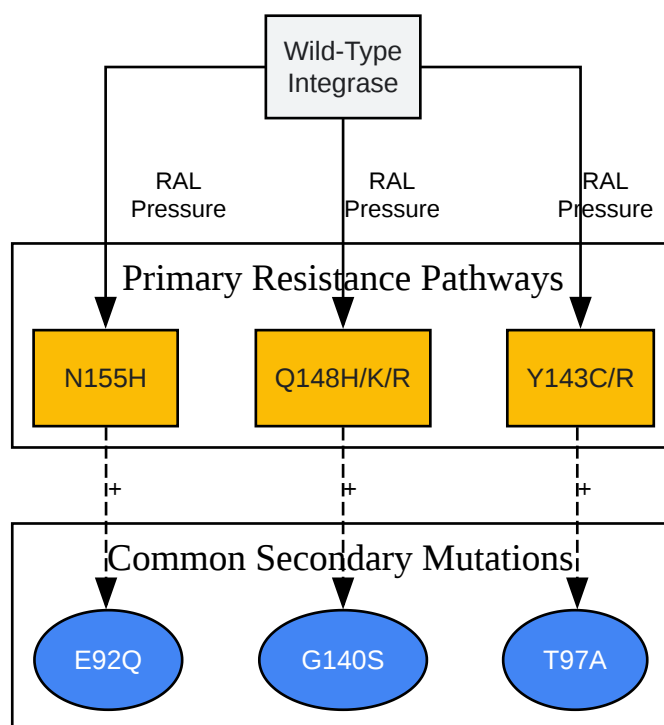 Wild-Type
Integrase
RAL
Pressure
RAL
Pressure
RAL
Pressure
Primary Resistance Pathways
N155H
Q148H/K/R
Y143C/R
+
+
+
Common Secondary Mutations
E92Q
G140S
T97A